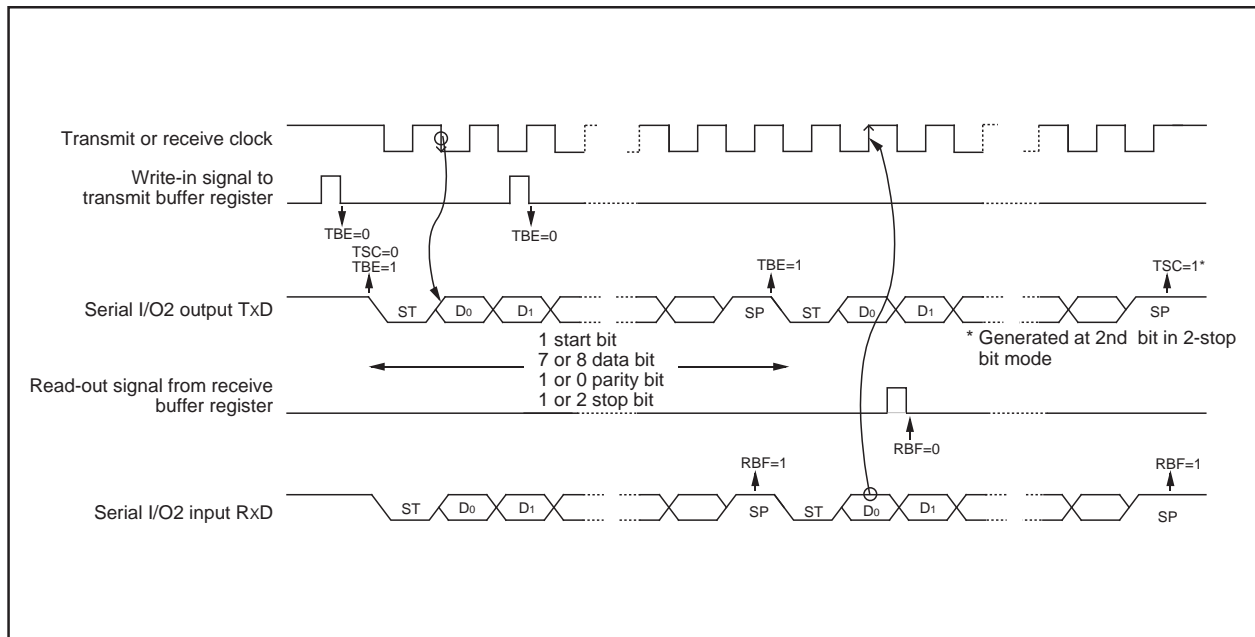 Transmit or receive clock
Write-in signal to
transmit buffer register
TBE=0
TSC=0
TBE=1
TBE=0
TBE=1
TSC=1*
Serial I/O2 output TxD
ST
D0
D1
SP
ST
D0
D1
SP
* Generated at 2nd bit in 2-stop
bit mode
1 start bit
7 or 8 data bit
1 or 0 parity bit
1 or 2 stop bit
Read-out signal from receive
buffer register
RBF=0
RBF=1
RBF=1
Serial I/O2 input RxD
ST
D0
D1
SP
ST
D0
D1
SP